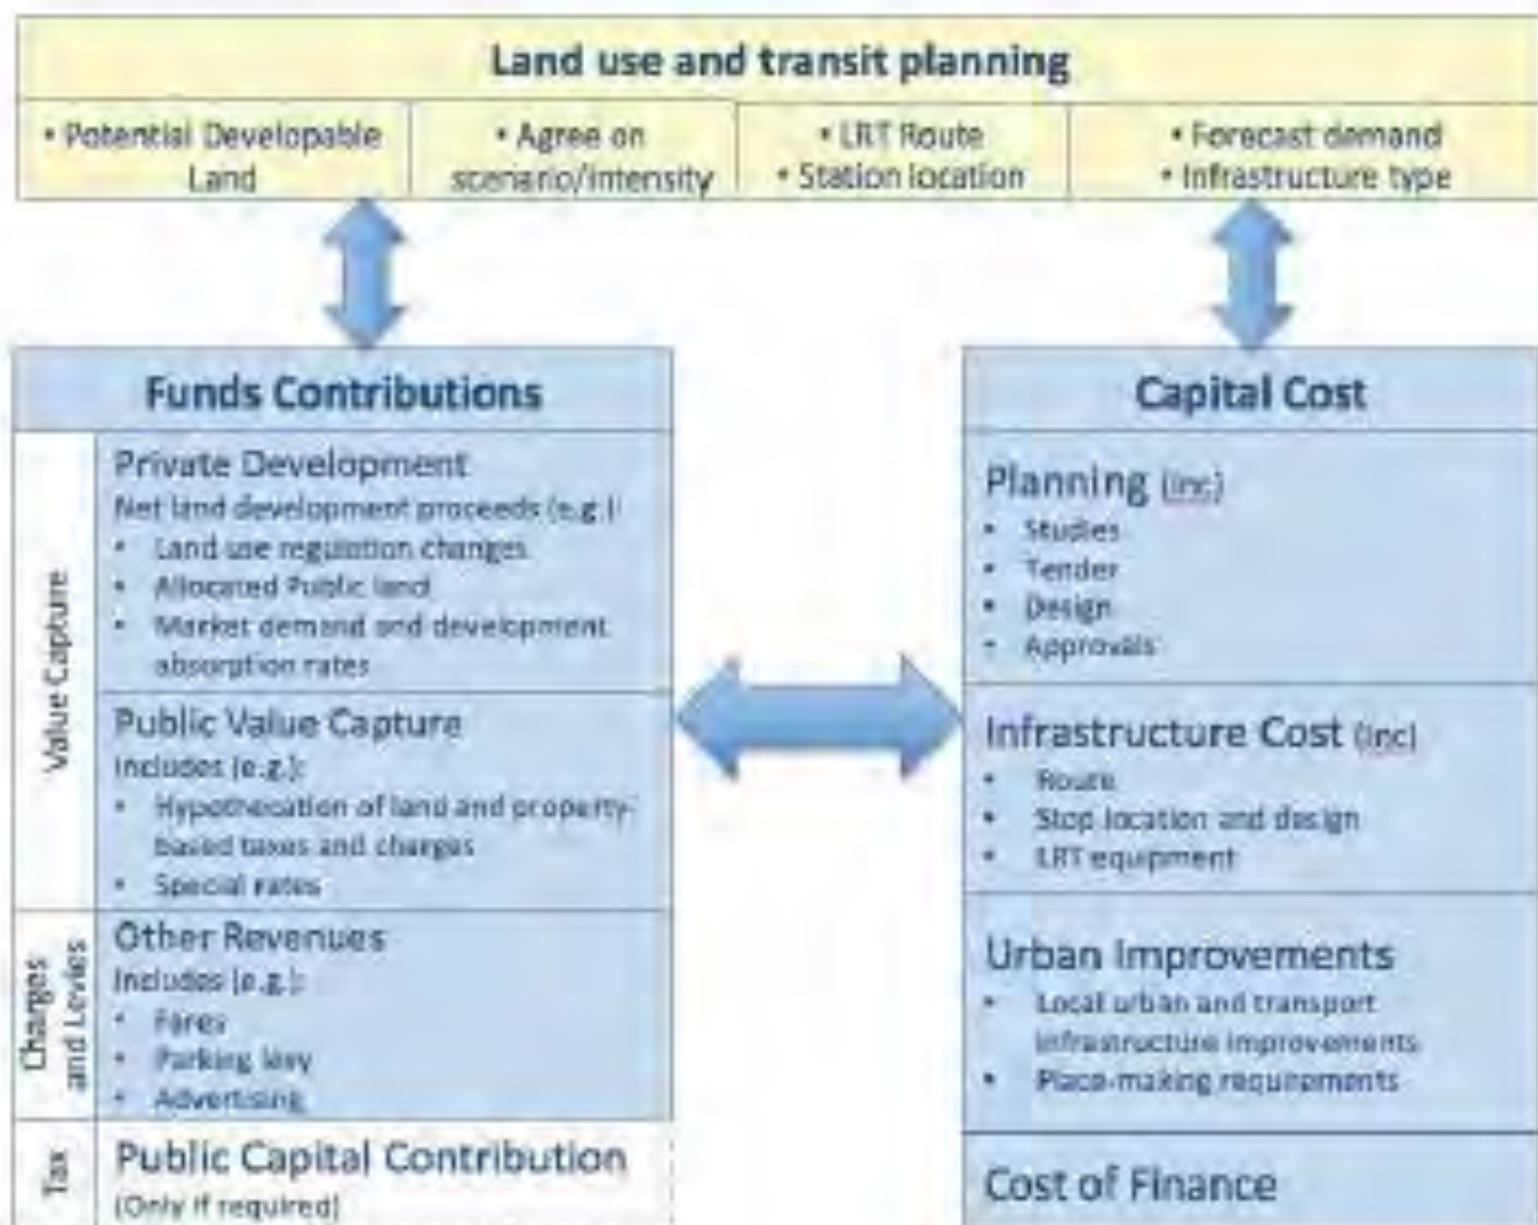 Land use and transit planning
• Potential Developable
Land
• Agree on
scenario/intensity
• LRT Route
• Station location
• Forecast demand
• Infrastructure type
Funds Contributions
Value Capture
Private Development
Net land development proceeds (e.g.):
• Land use regulation changes
• Allocated Public land
• Market demand and development
absorption rates
Public Value Capture
Includes (e.g.):
• Hypothecation of land and property-
based taxes and charges
• Special rates
Charges
and Levies
Other Revenues
Includes (e.g.):
• Fares
• Parking levy
• Advertising
Tax
Public Capital Contribution
(Only if required)
Capital Cost
Planning (inc)
• Studies
• Tender
• Design
• Approvals
Infrastructure Cost (inc)
• Route
• Stop location and design
• LRT equipment
Urban Improvements
• Local urban and transport
infrastructure improvements
• Place-making requirements
Cost of Finance